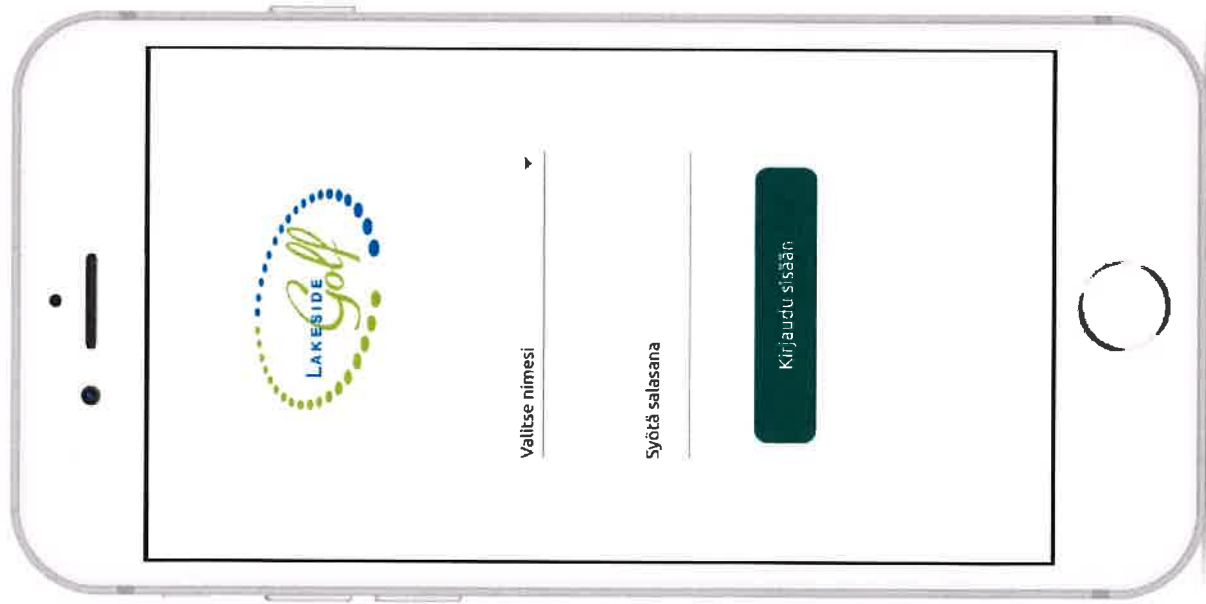 LAKESIDE
Golf
Valitse nimesi
Syötä salasana
Kirjaudu sisään